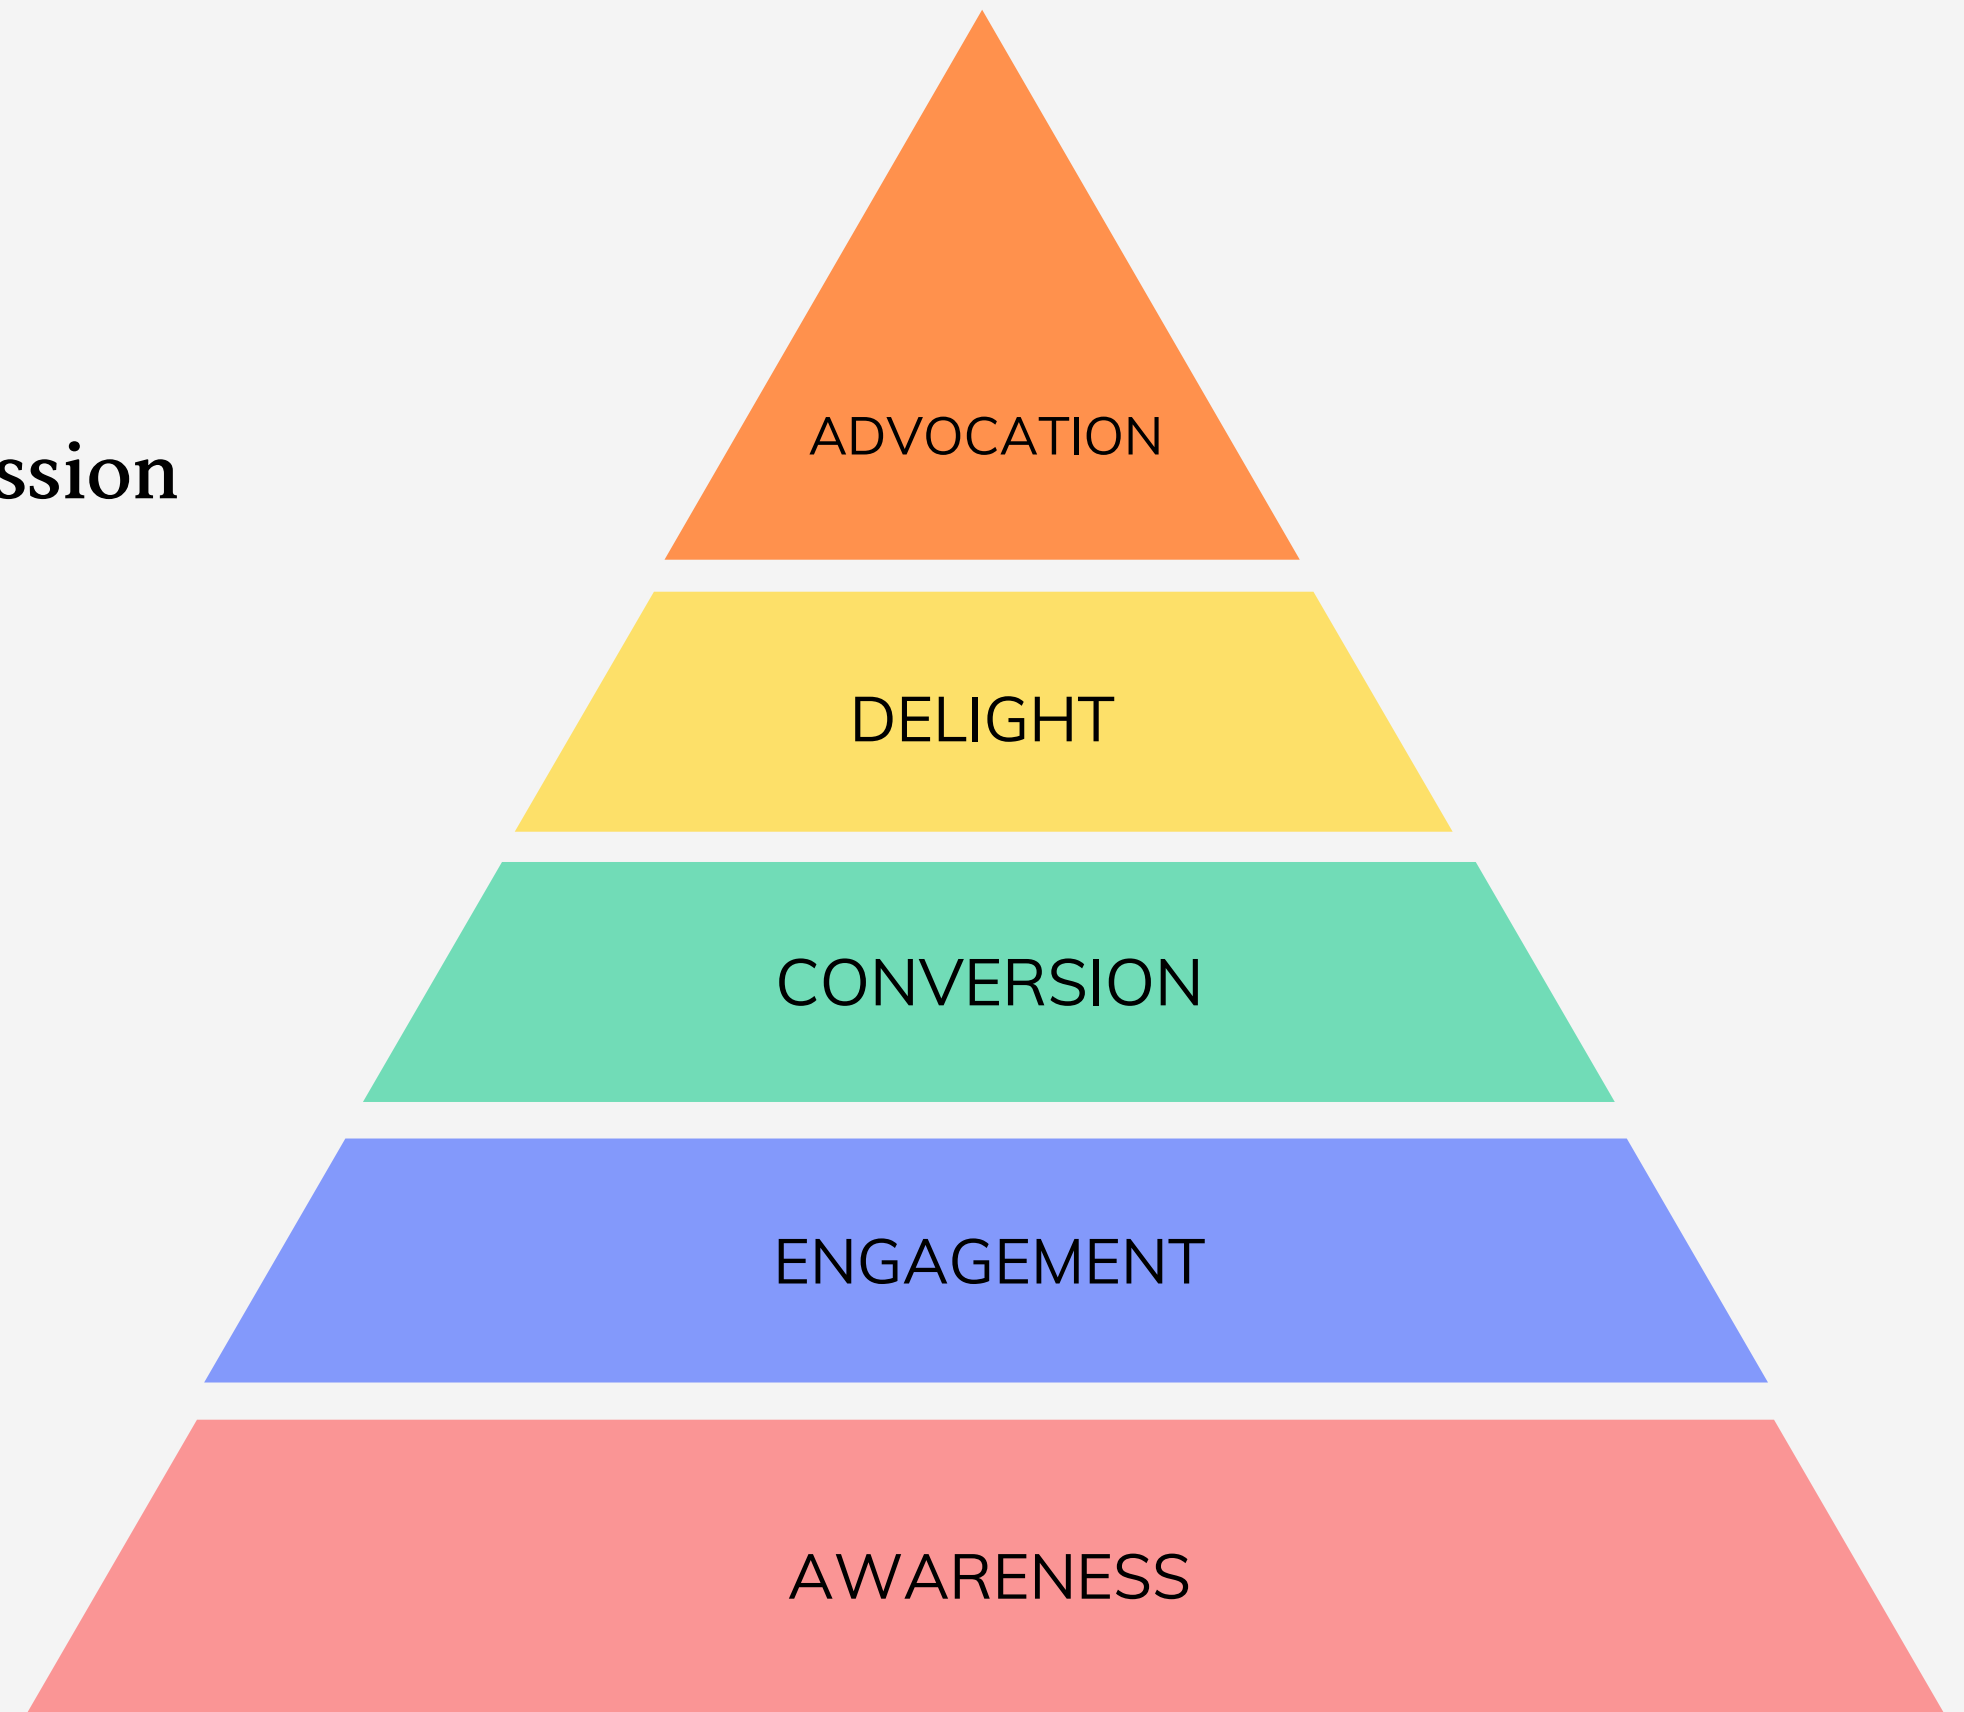 ADVOCATION
ssion
DELIGHT
CONVERSION
ENGAGEMENT
AWARENESS